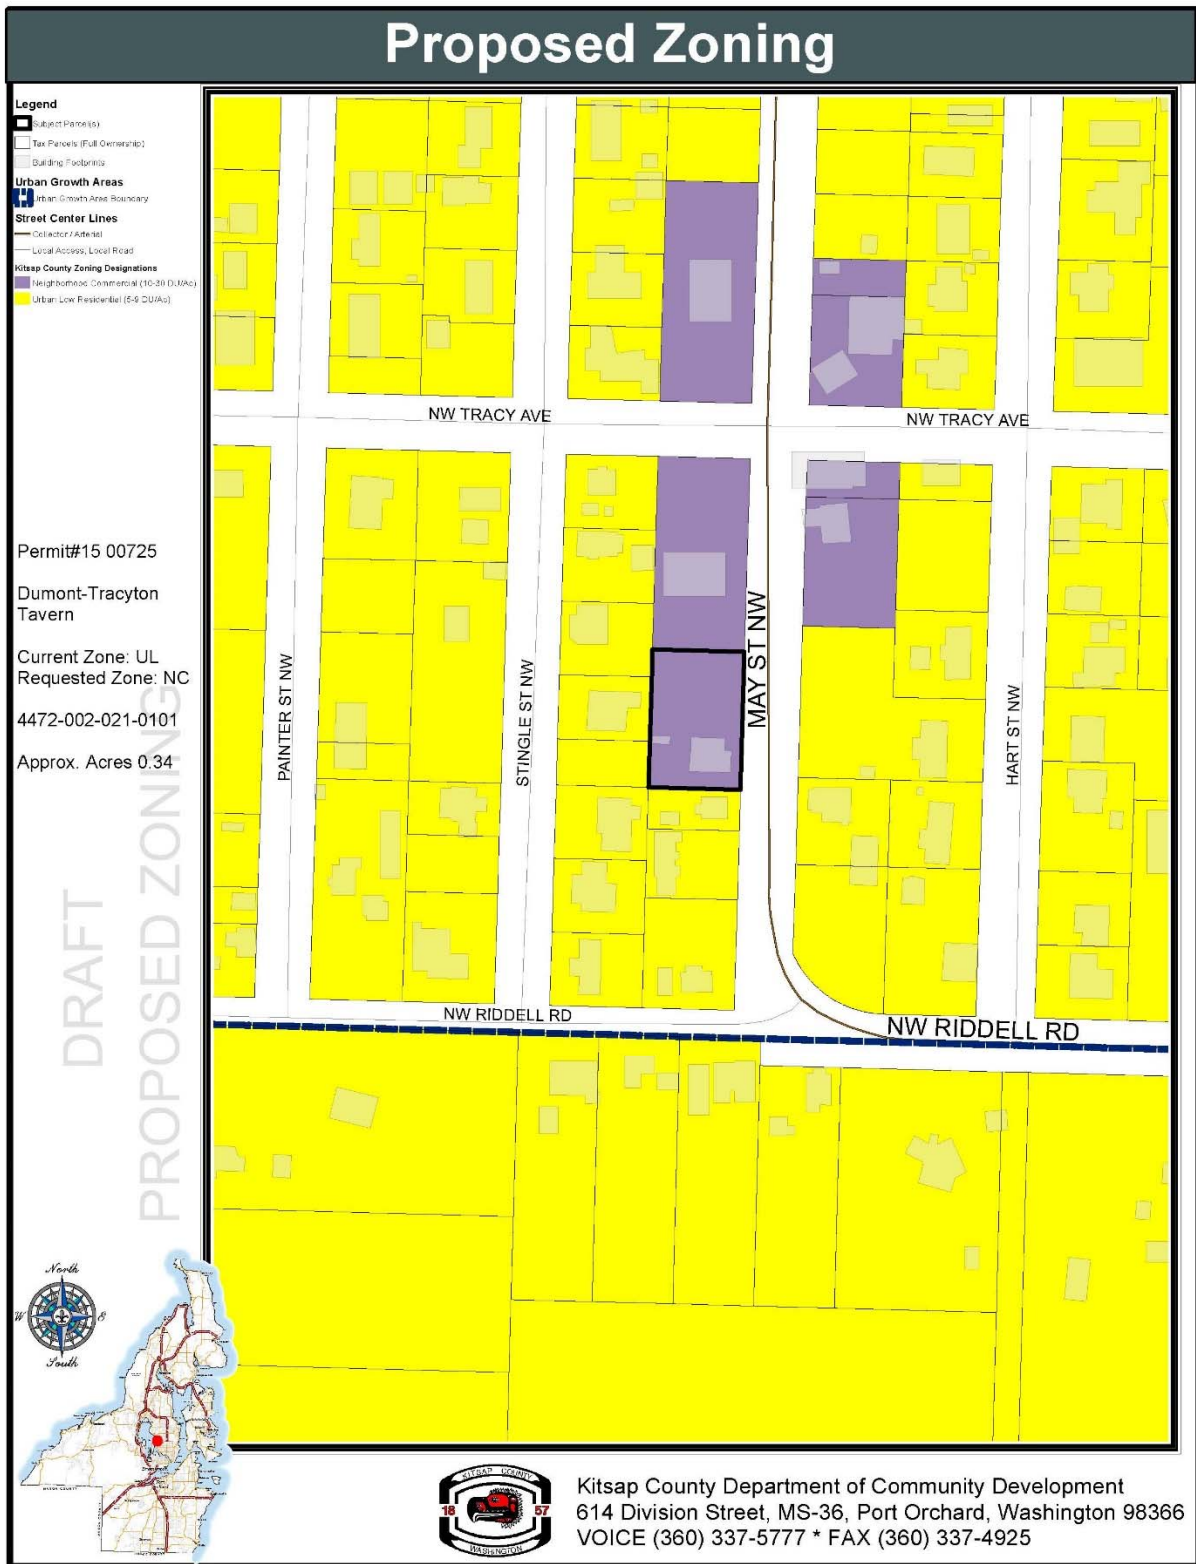 Proposed Zoning
Legend
Subject Parcel(s)
Tax Parcels (Full Ownership)
Building Footprints
Urban Growth Areas
Urban Growth Area Boundary
Street Center Lines
Collector / Arterial
Local Access; Local Road
Kitsap County Zoning Designations
Neighborhood Commercial (10-30 DU/Ac)
Urban Low Residential (5-9 DU/Ac)
Permit#15 00725
Dumont-Tracyton
Tavern
Current Zone: UL
Requested Zone: NC
4472-002-021-0101
Approx. Acres 0.34
DRAFT
PROPOSED ZONING
NW TRACY AVE
NW TRACY AVE
PAINTER ST NW
STINGLE ST NW
MAY ST NW
HART ST NW
NW RIDDELL RD
NW RIDDELL RD
North
W
S
South
KITSAP COUNTY
18 57
WASHINGTON
Kitsap County Department of Community Development
614 Division Street, MS-36, Port Orchard, Washington 98366
VOICE (360) 337-5777 * FAX (360) 337-4925